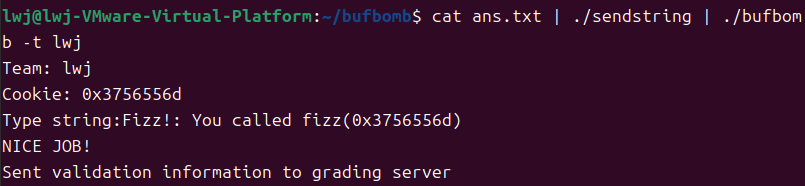 lwj@lwj-VMware-Virtual-Platform:~/bufbomb$ cat ans.txt | ./sendstring | ./bufbom
b -t lwj
Team: lwj
Cookie: 0x3756556d
Type string:Fizz!: You called fizz(0x3756556d)
NICE JOB!
Sent validation information to grading server